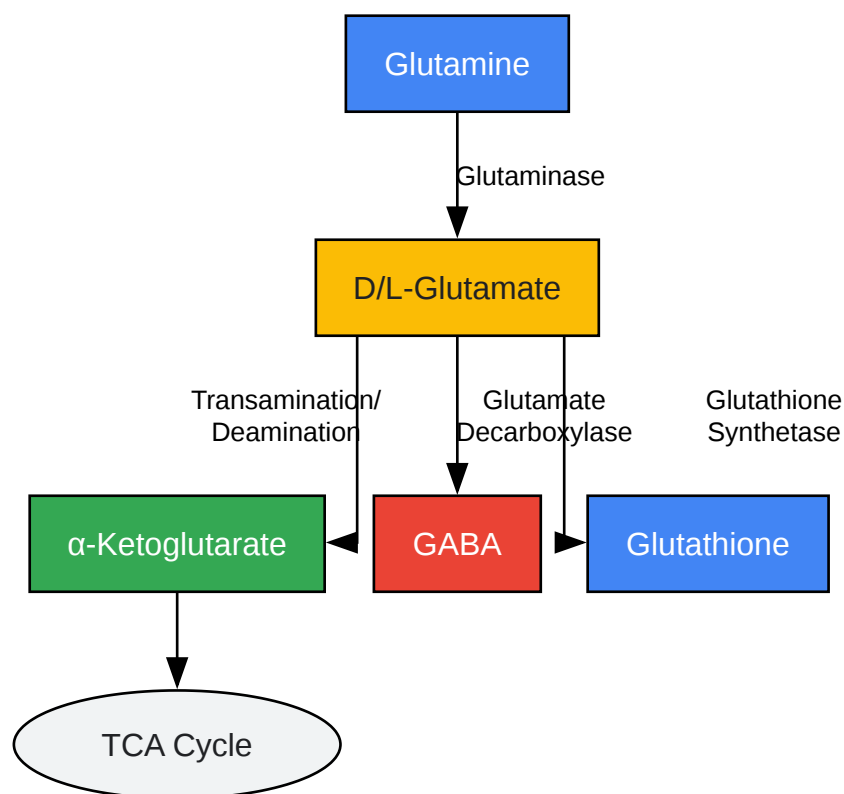 Glutamine
Glutaminase
D/L-Glutamate
Transamination/
Deamination
Glutamate
Decarboxylase
Glutathione
Synthetase
α-Ketoglutarate
GABA
Glutathione
TCA Cycle